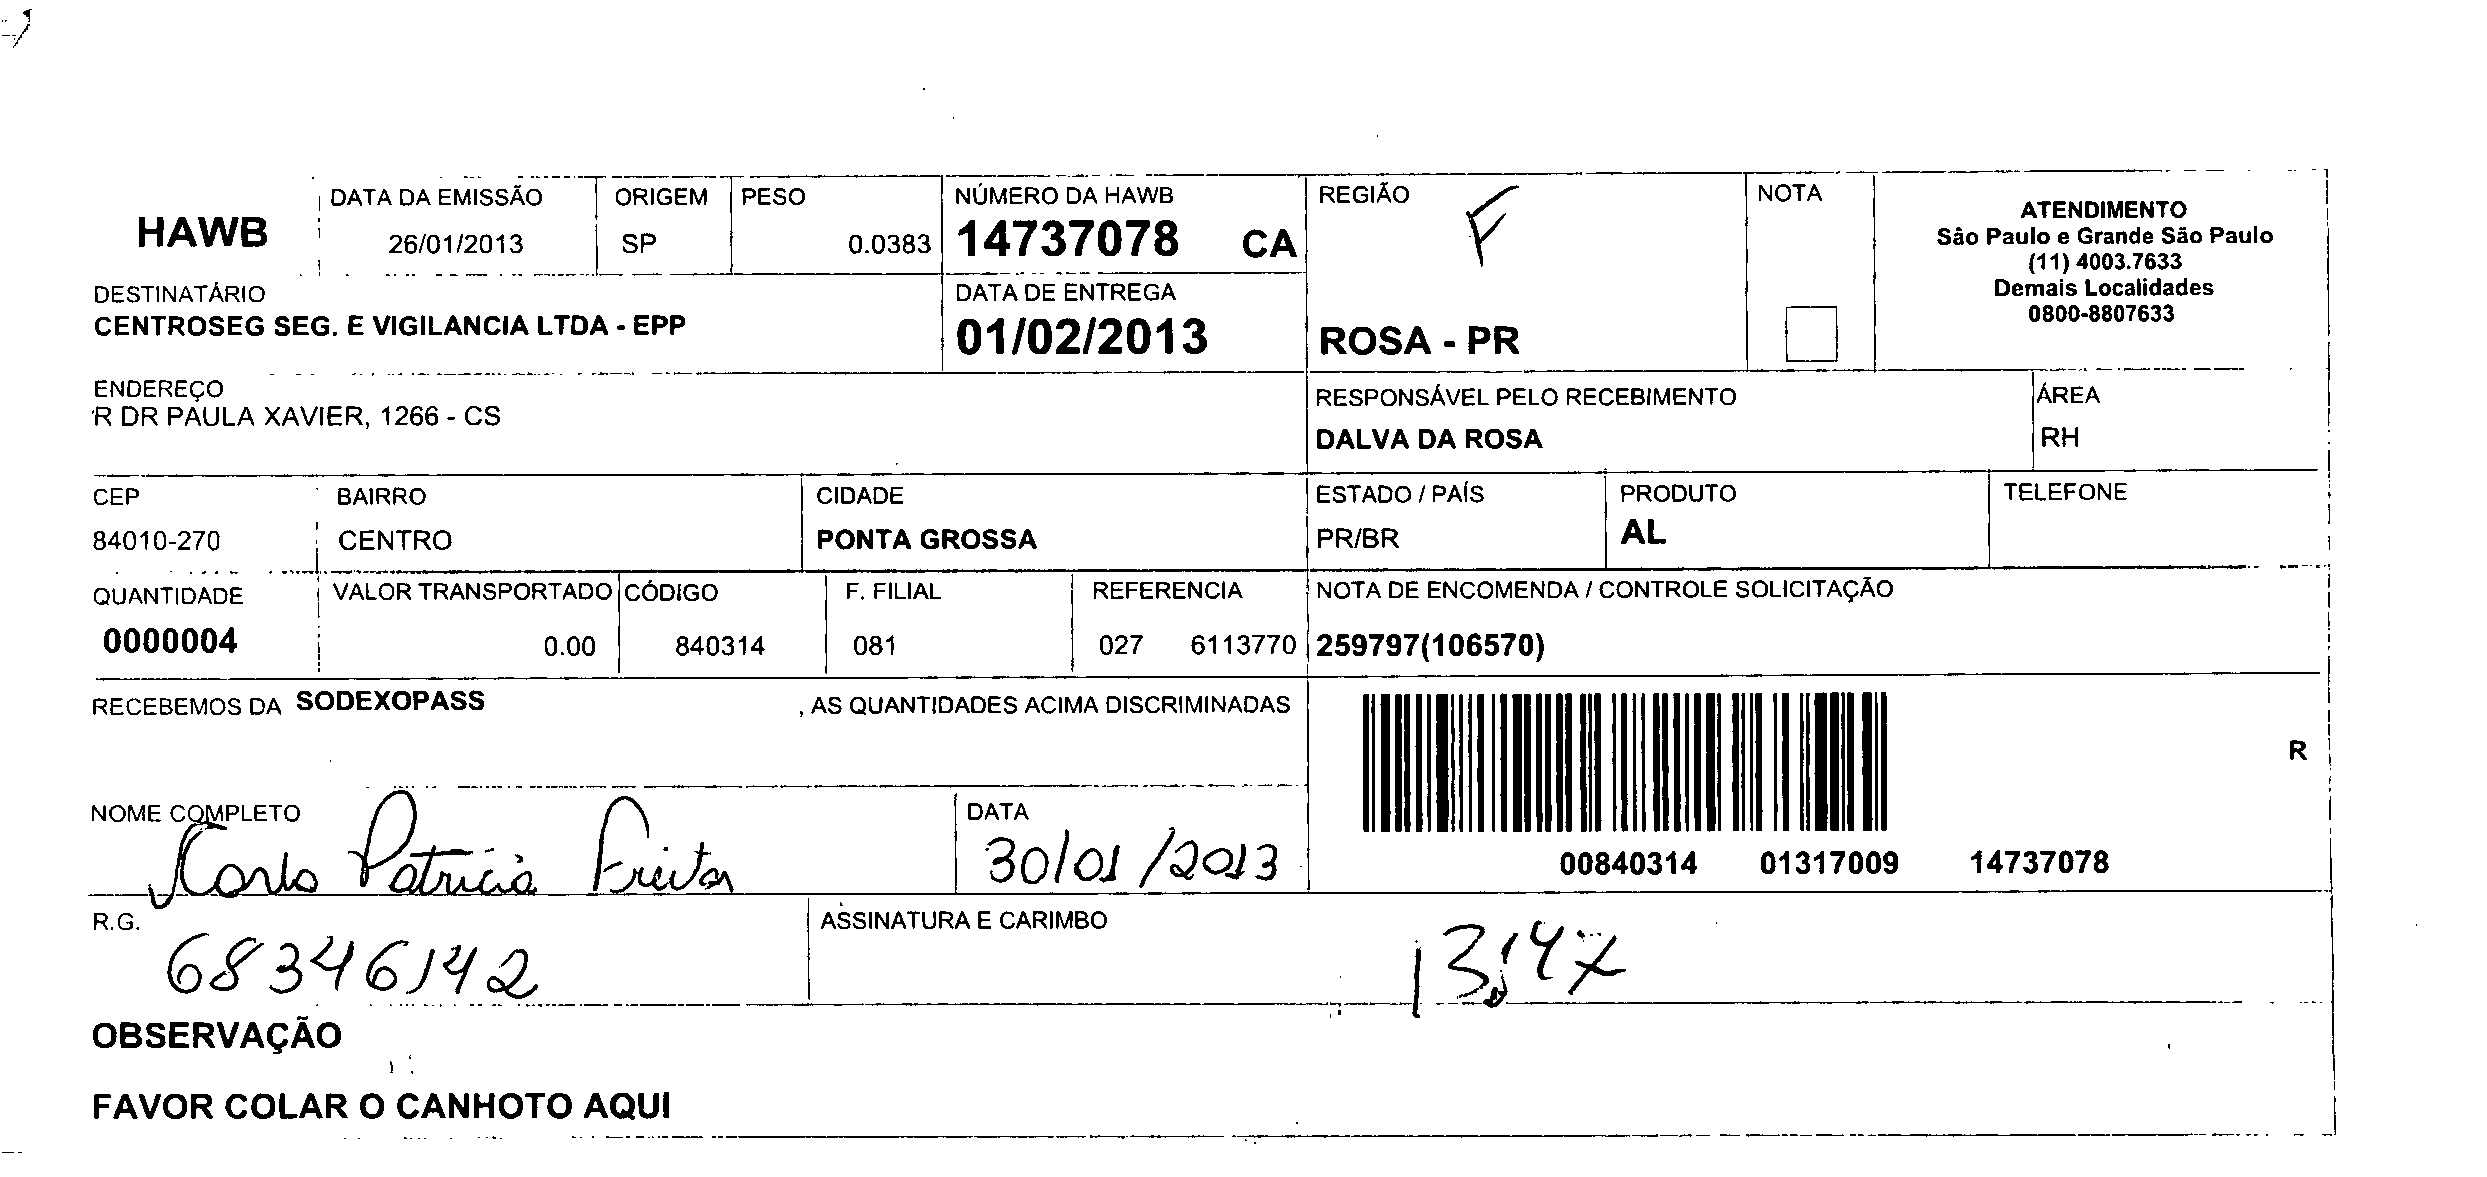 HAWB
DATA DA EMISSÃO
26/01/2013
ORIGEM
SP
PESO
0.0383
NÚMERO DA HAWB
14737078 CA
REGIÃO
F
ROSA - PR
NOTA
ATENDIMENTO
São Paulo e Grande São Paulo
(11) 4003.7633
Demais Localidades
0800-8807633
DESTINATÁRIO
CENTROSEG SEG. E VIGILANCIA LTDA - EPP
DATA DE ENTREGA
01/02/2013
ENDEREÇO
R DR PAULA XAVIER, 1266 - CS
RESPONSÁVEL PELO RECEBIMENTO
DALVA DA ROSA
ÁREA
RH
CEP
84010-270
BAIRRO
CENTRO
CIDADE
PONTA GROSSA
ESTADO / PAÍS
PR/BR
PRODUTO
AL
TELEFONE
QUANTIDADE
0000004
VALOR TRANSPORTADO
0.00
CÓDIGO
840314
F. FILIAL
081
REFERENCIA
027 6113770
NOTA DE ENCOMENDA / CONTROLE SOLICITAÇÃO
259797(106570)
RECEBEMOS DA SODEXOPASS , AS QUANTIDADES ACIMA DISCRIMINADAS
R
NOME COMPLETO
Patricia
DATA
30/01/2013
00840314 01317009 14737078
R.G.
68346142
ASSINATURA E CARIMBO
OBSERVAÇÃO
FAVOR COLAR O CANHOTO AQUI